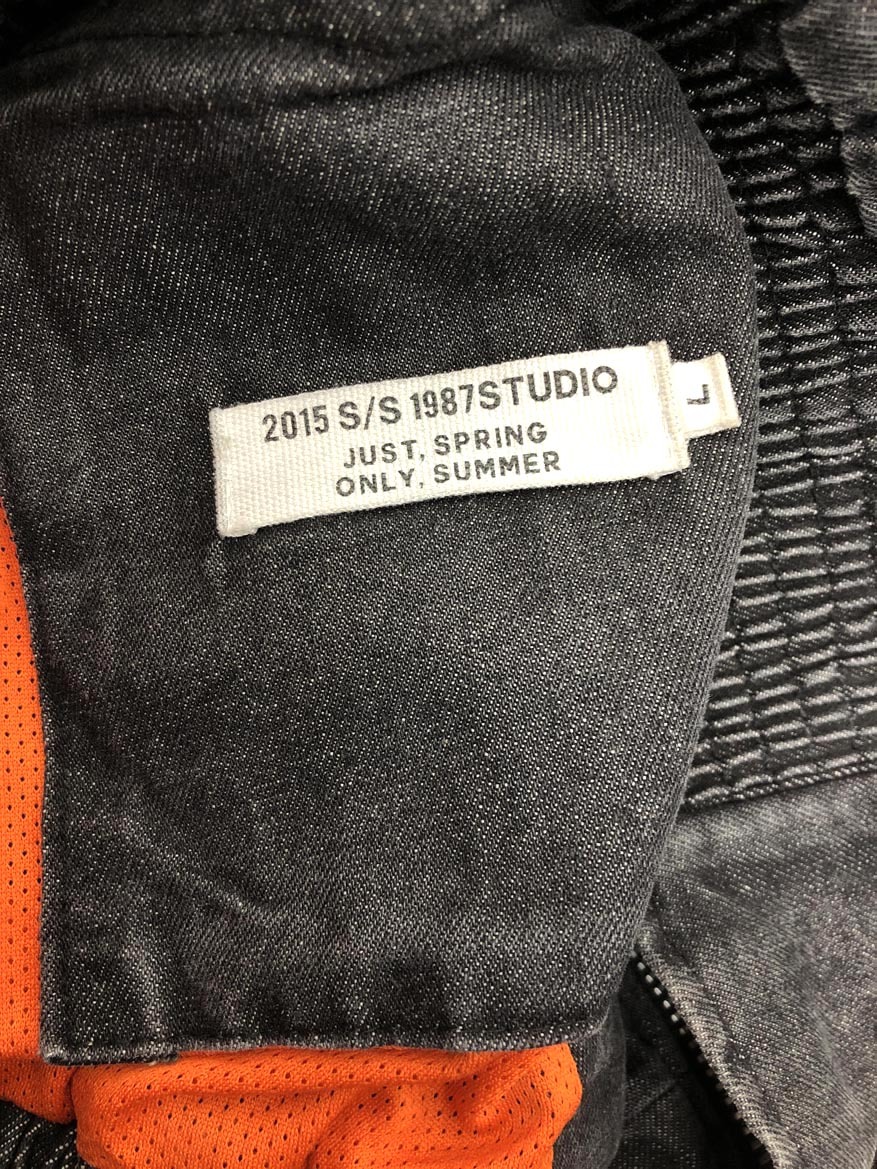 2015 S/S 1987STUDIO
JUST, SPRING
ONLY, SUMMER
L